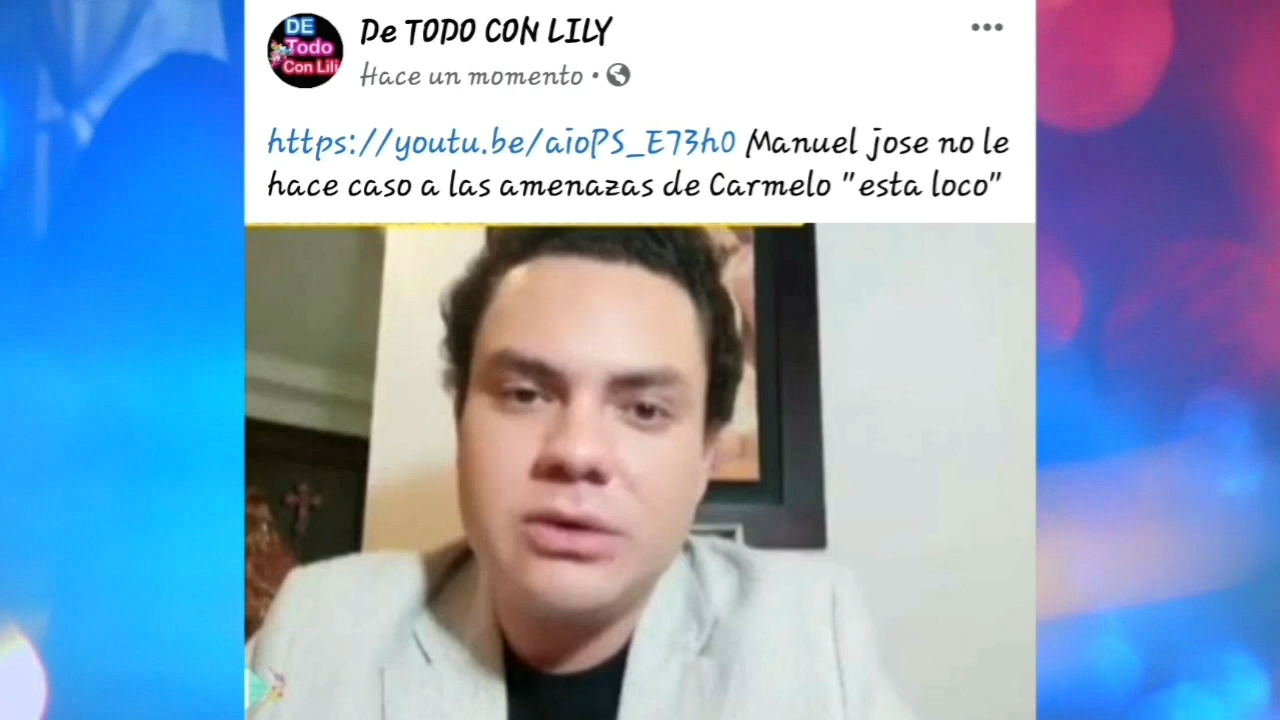 DE
Todo
Con Lili
De TODO CON LILY
Hace un momento •
https://youtu.be/aioPS_E73h0 Manuel jose no le
hace caso a las amenazas de Carmelo "esta loco"